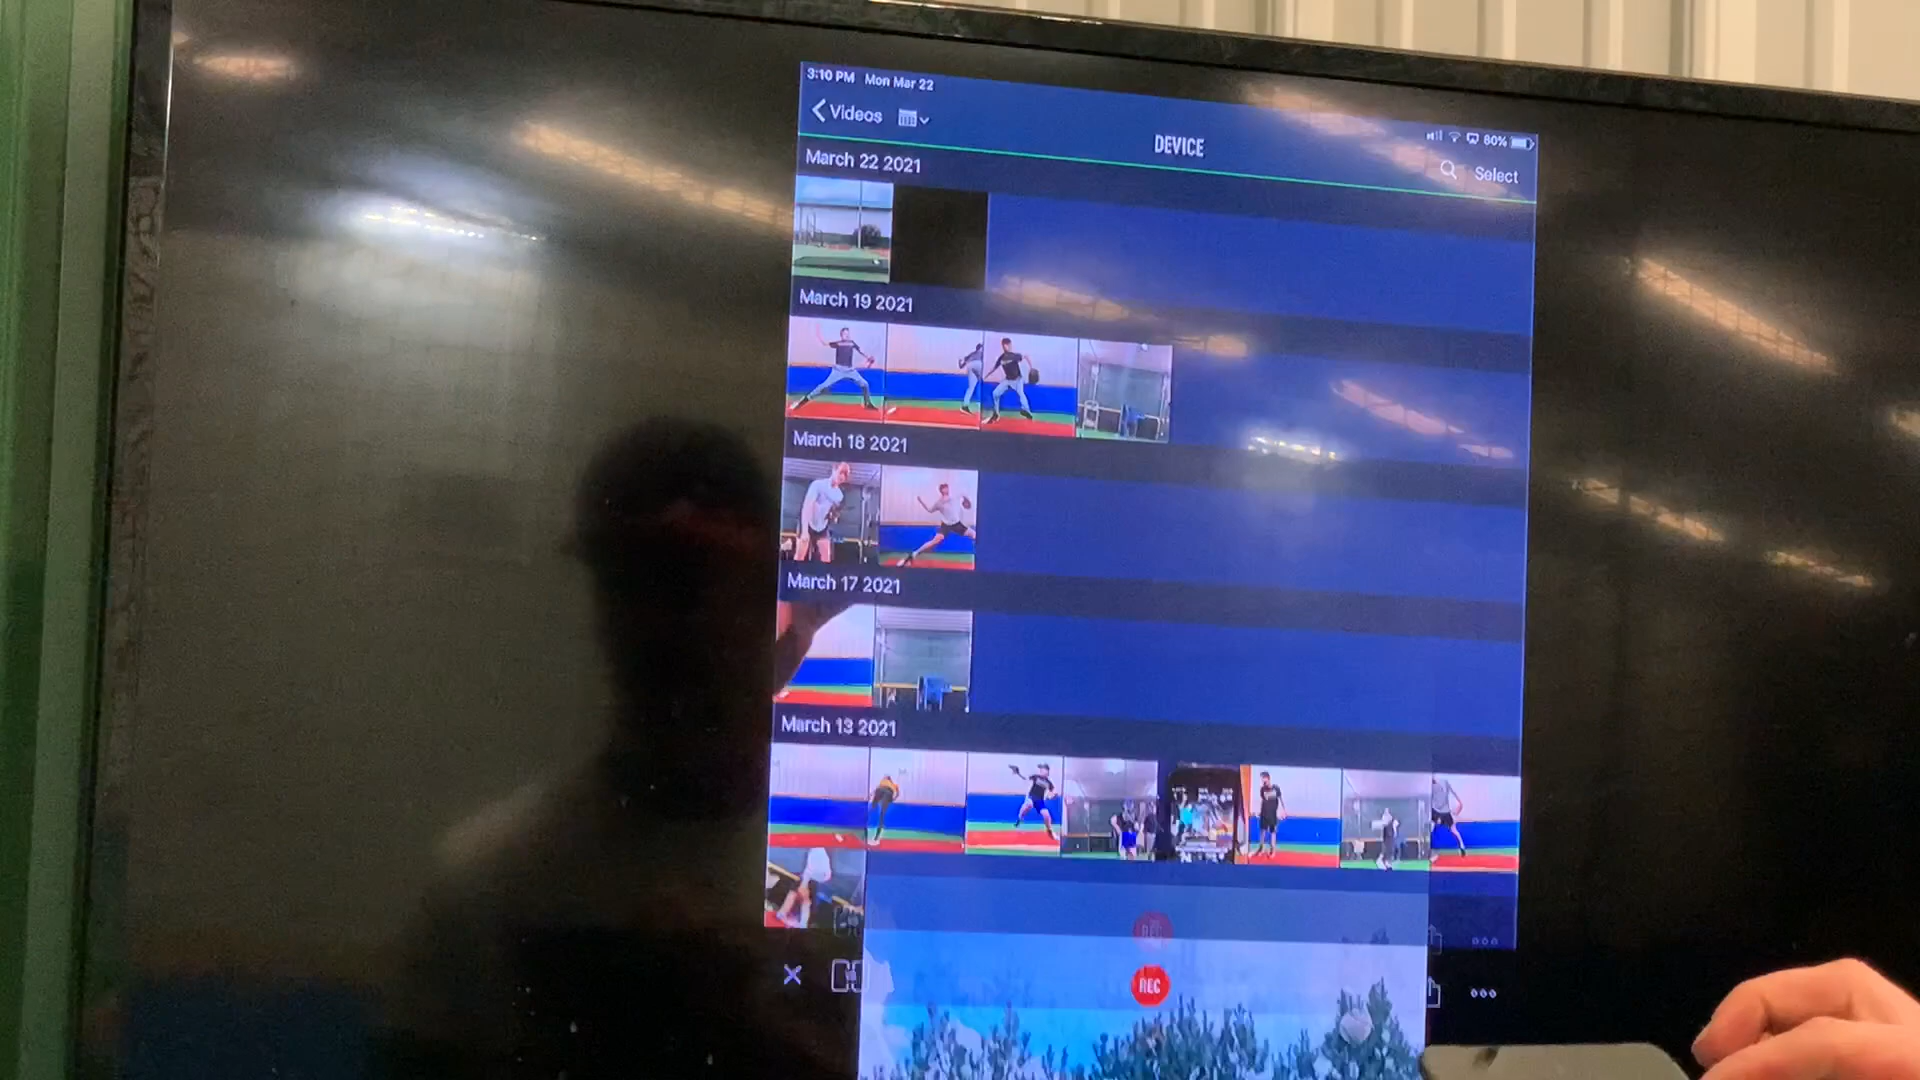 3:10 PM Mon Mar 22
80%
Videos
DEVICE
Select
March 22 2021
March 19 2021
March 18 2021
March 17 2021
March 13 2021
REC
REC